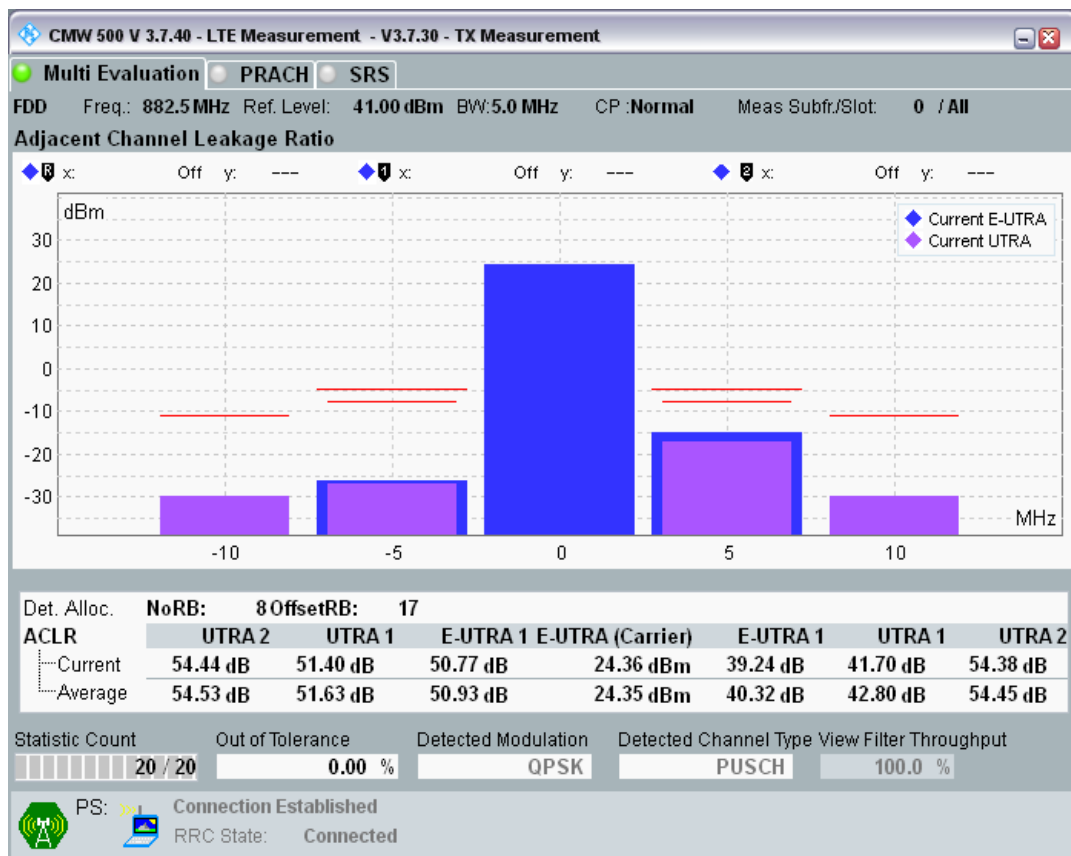 CMW 500 V 3.7.40 - LTE Measurement - V3.7.30 - TX Measurement
Multi Evaluation PRACH SRS
FDD Freq.: 882.5 MHz Ref. Level: 41.00 dBm BW:5.0 MHz CP :Normal Meas Subfr./Slot: 0 / All
Adjacent Channel Leakage Ratio
R x: Off y: --- 1 x: Off y: --- 2 x: Off y: ---
dBm
Current E-UTRA
Current UTRA
30
20
10
0
-10
-20
-30
MHz
-10 -5 0 5 10
Det. Alloc. NoRB: 8 OffsetRB: 17
ACLR UTRA 2 UTRA 1 E-UTRA 1 E-UTRA (Carrier) E-UTRA 1 UTRA 1 UTRA 2
Current 54.44 dB 51.40 dB 50.77 dB 24.36 dBm 39.24 dB 41.70 dB 54.38 dB
Average 54.53 dB 51.63 dB 50.93 dB 24.35 dBm 40.32 dB 42.80 dB 54.45 dB
Statistic Count Out of Tolerance Detected Modulation Detected Channel Type View Filter Throughput
20 / 20 0.00 % QPSK PUSCH 100.0 %
PS: Connection Established
RRC State: Connected